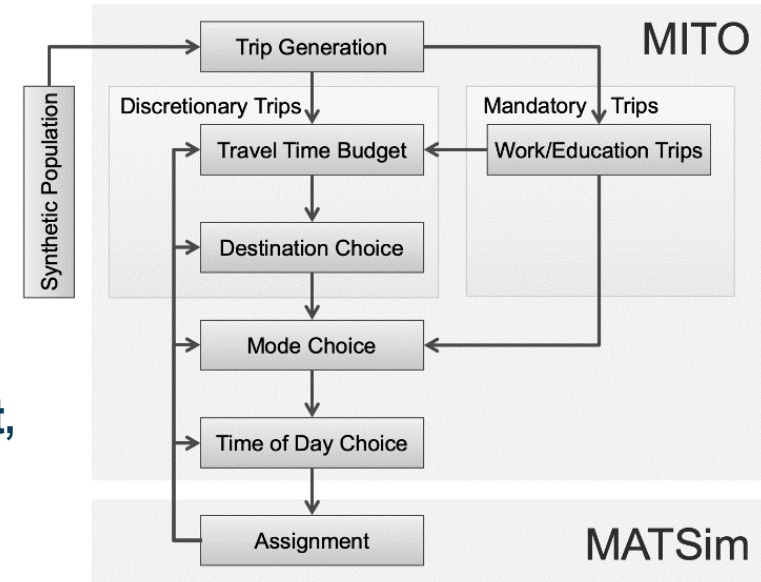 MITO
Trip Generation
Synthetic Population
Discretionary Trips
Mandatory Trips
Travel Time Budget
Work/Education Trips
Destination Choice
Mode Choice
t,
Time of Day Choice
Assignment
MATSim